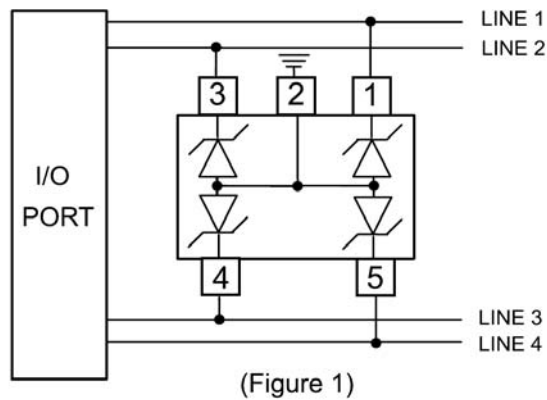 LINE 1
LINE 2
3
2
1
I/O
PORT
4
5
LINE 3
LINE 4
(Figure 1)